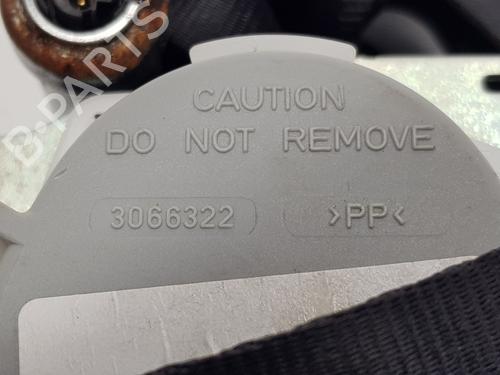 CAUTION
DO NOT REMOVE
3066322 >PP<
B-PARTS